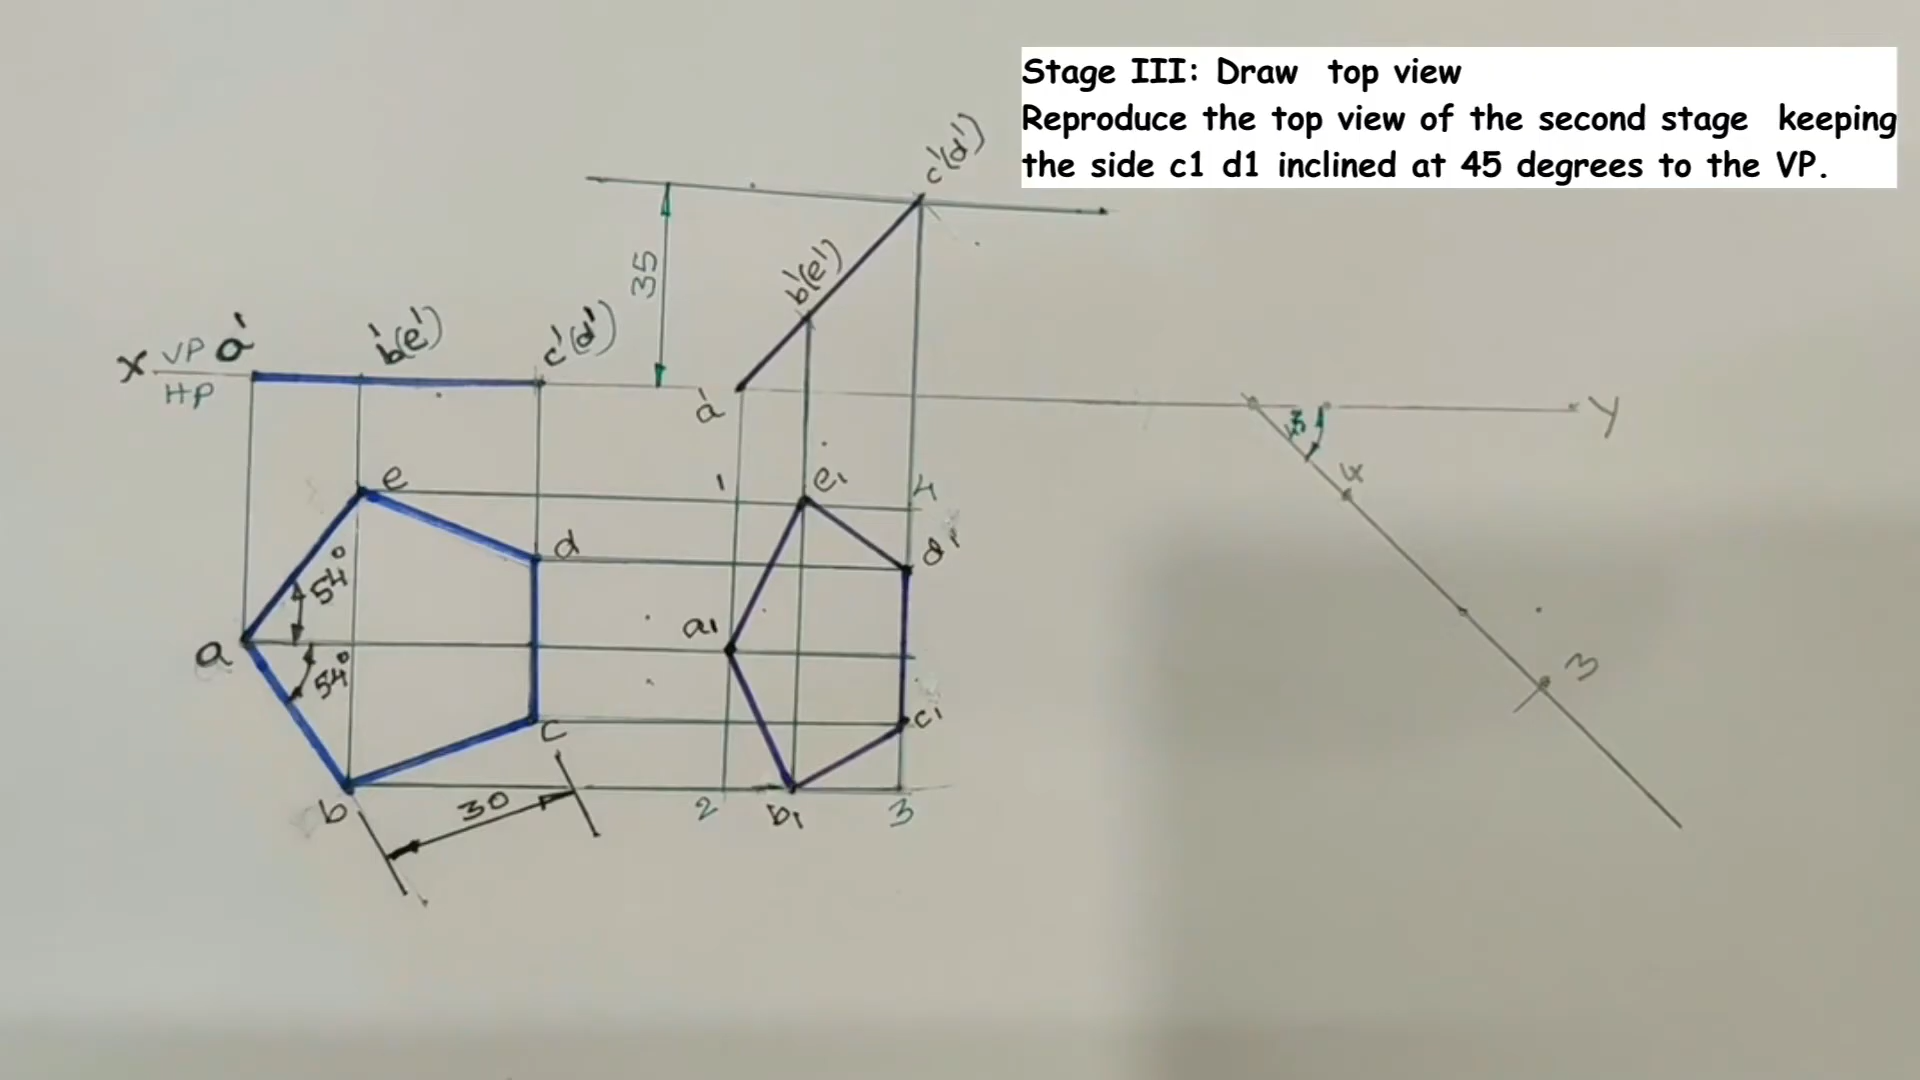 Stage III: Draw top view
Reproduce the top view of the second stage keeping
the side c1 d1 inclined at 45 degrees to the VP.
c'(d')
35
b'(e')
X VP a'
HP
b'(e')
c'(d')
a'
Y
e
1
e1
4
4
d
d1
54°
a1
a
54°
3
c
c1
b
30
2
b1
3